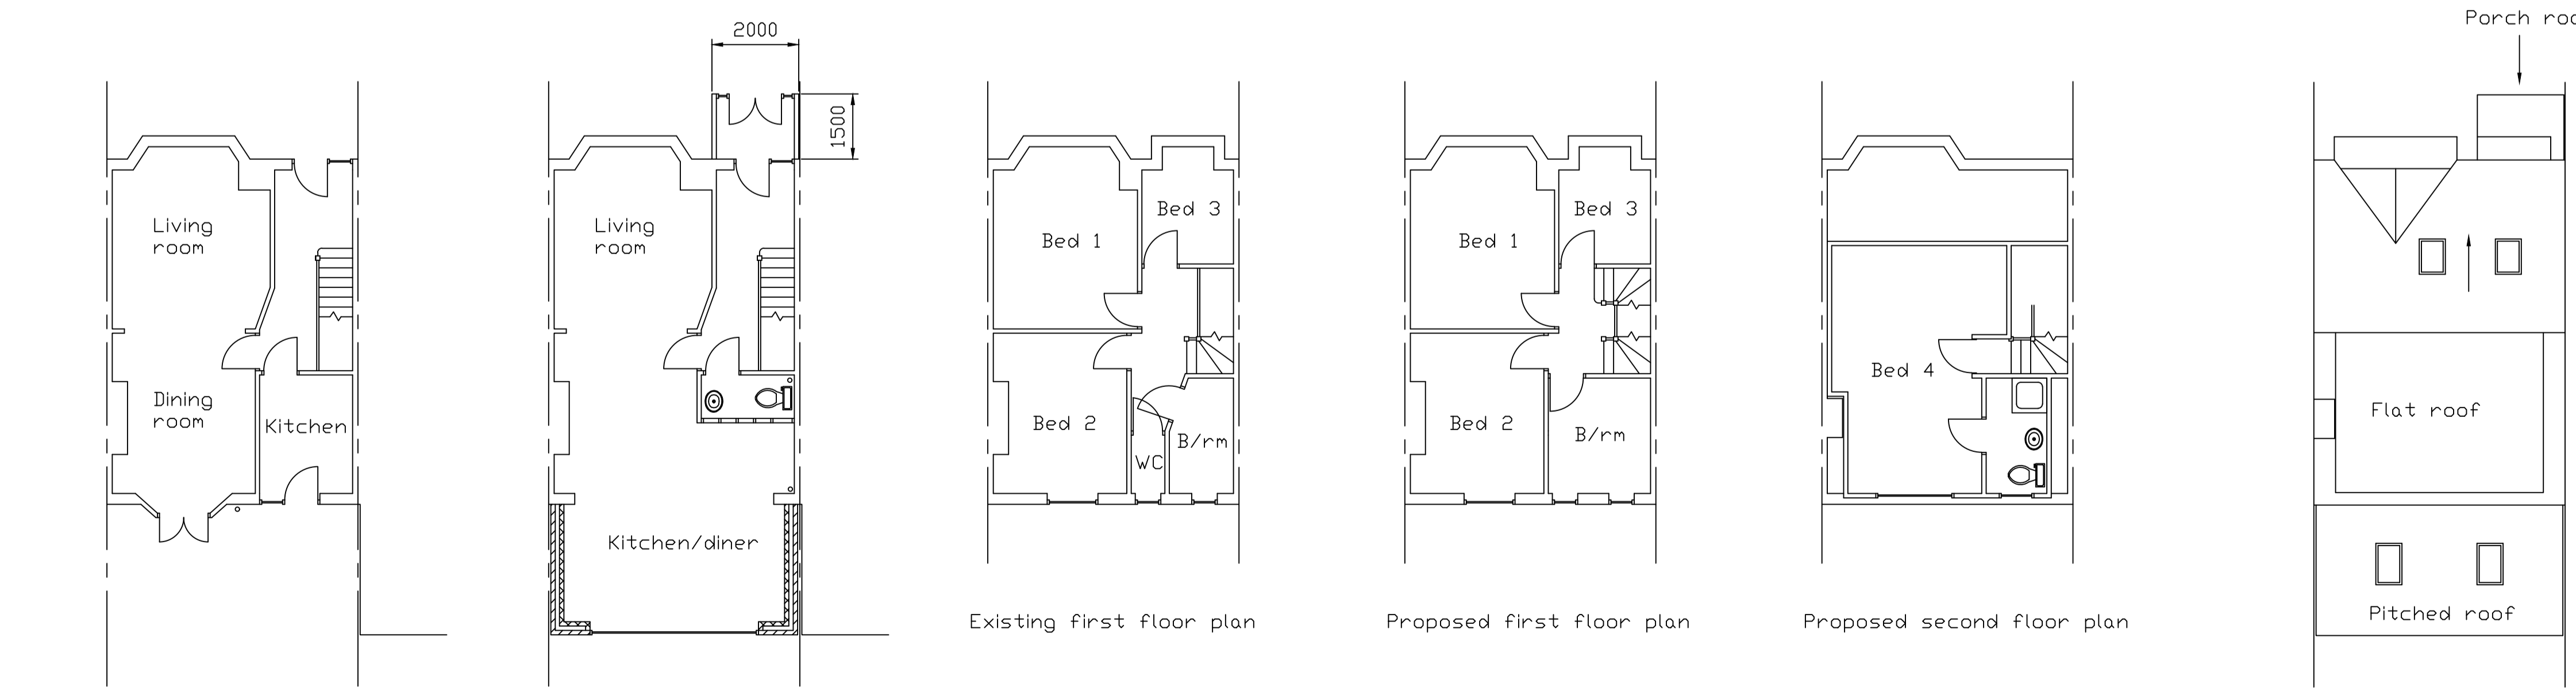 Porch roo
2000
1500
Living
room
Dining
room
Kitchen
Living
room
Kitchen/diner
Bed 1
Bed 3
Bed 2
WC
B/rm
Existing first floor plan
Bed 1
Bed 3
Bed 2
B/rm
Proposed first floor plan
Bed 4
Proposed second floor plan
Flat roof
Pitched roof